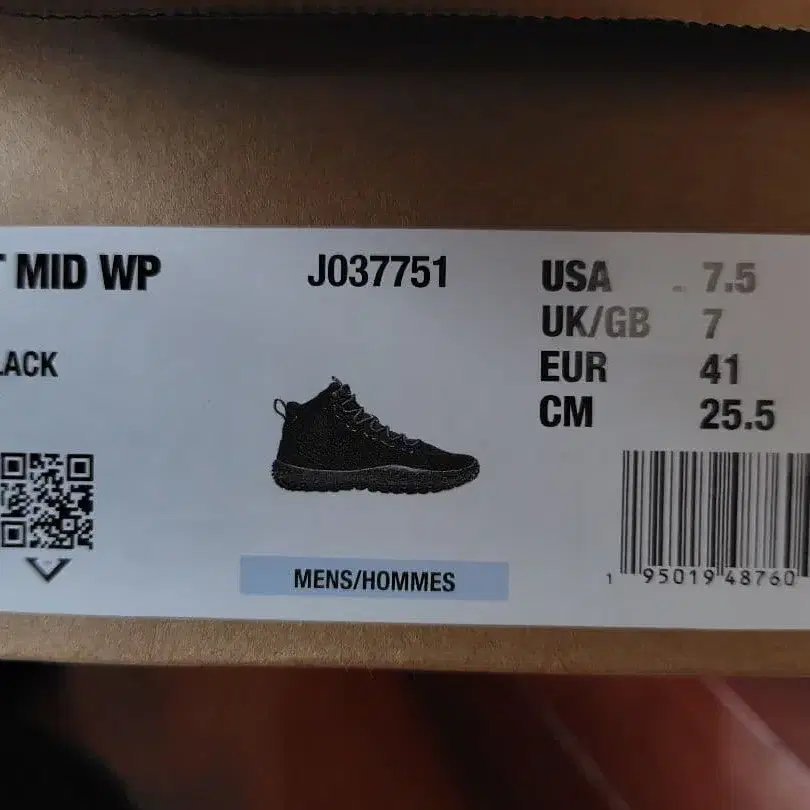 T MID WP
J037751
LACK
USA 7.5
UK/GB 7
EUR 41
CM 25.5
MENS/HOMMES
1 95019 48760